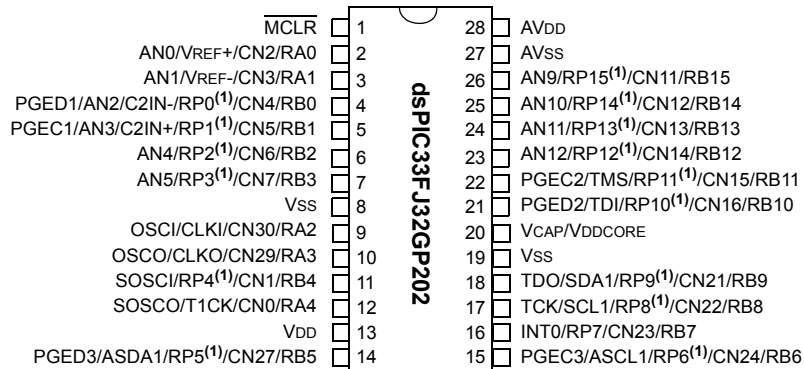 MCLR 1 28 AVDD
AN0/VREF+/CN2/RA0 2 27 AVSS
AN1/VREF-/CN3/RA1 3 26 AN9/RP15(1)/CN11/RB15
PGED1/AN2/C2IN-/RP0(1)/CN4/RB0 4 25 AN10/RP14(1)/CN12/RB14
PGEC1/AN3/C2IN+/RP1(1)/CN5/RB1 5 24 AN11/RP13(1)/CN13/RB13
AN4/RP2(1)/CN6/RB2 6 23 AN12/RP12(1)/CN14/RB12
AN5/RP3(1)/CN7/RB3 7 22 PGEC2/TMS/RP11(1)/CN15/RB11
VSS 8 21 PGED2/TDI/RP10(1)/CN16/RB10
OSCI/CLKI/CN30/RA2 9 20 VCAP/VDDCORE
OSCO/CLKO/CN29/RA3 10 19 VSS
SOSCI/RP4(1)/CN1/RB4 11 18 TDO/SDA1/RP9(1)/CN21/RB9
SOSCO/T1CK/CN0/RA4 12 17 TCK/SCL1/RP8(1)/CN22/RB8
VDD 13 16 INT0/RP7/CN23/RB7
PGED3/ASDA1/RP5(1)/CN27/RB5 14 15 PGEC3/ASCL1/RP6(1)/CN24/RB6
dsPIC33FJ32GP202